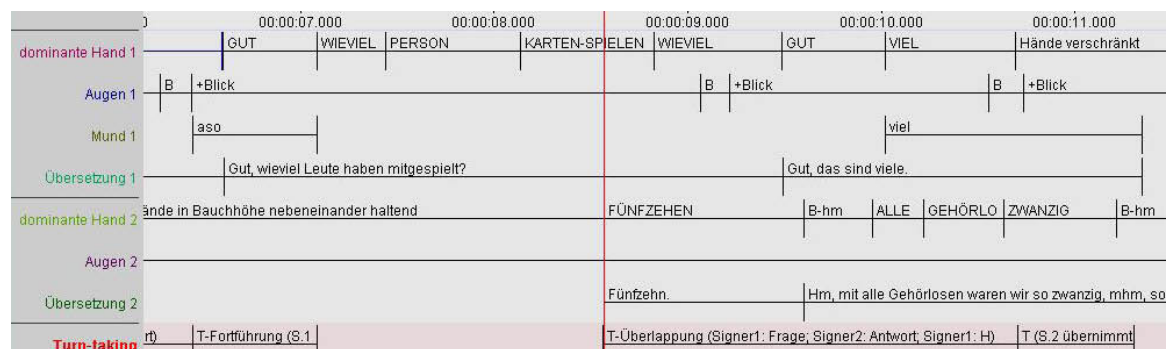 00:00:07.000 00:00:08.000 00:00:09.000 00:00:10.000 00:00:11.000
dominante Hand 1 GUT WIEVIEL PERSON KARTEN-SPIELEN WIEVIEL GUT VIEL Hände verschränkt
Augen 1 B +Blick B +Blick B +Blick
Mund 1 aso viel
Übersetzung 1 Gut, wieviel Leute haben mitgespielt? Gut, das sind viele.
dominante Hand 2 ände in Bauchhöhe nebeneinander haltend FÜNFZEHEN B-hm ALLE GEHÖRLO ZWANZIG B-hm
Augen 2
Übersetzung 2 Fünfzehn. Hm, mit alle Gehörlosen waren wir so zwanzig, mhm, so
Turn-taking rt) T-Fortführung (S.1 T-Überlappung (Signer1: Frage; Signer2: Antwort; Signer1: H) T (S.2 übernimmt